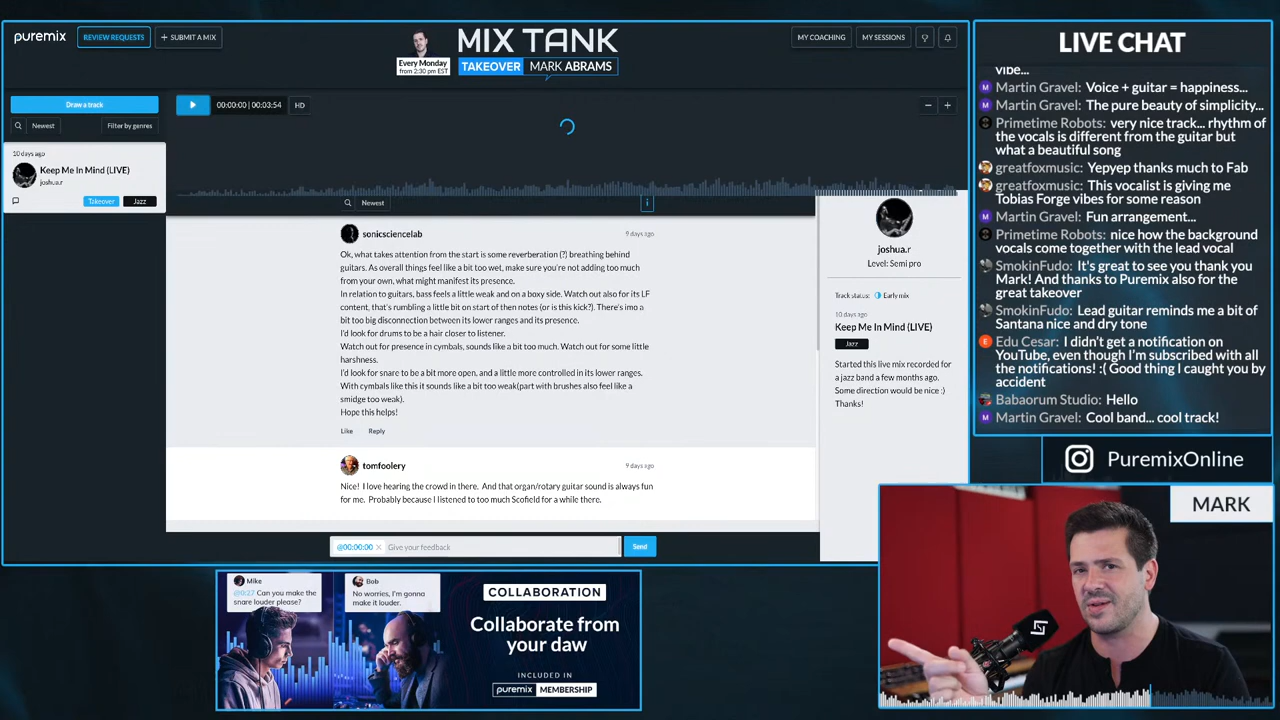 puremix
REVIEW REQUESTS
+ SUBMIT A MIX
Every Monday
from 2:30 pm EST
MIX TANK
TAKEOVER MARK ABRAMS
MY COACHING
MY SESSIONS
Draw a track
Newest
Filter by genres
00:00:00 | 00:03:54
HD
10 days ago
Keep Me In Mind (LIVE)
joshua.r
Takeover
Jazz
Newest
i
sonicsciencelab
9 days ago
Ok, what takes attention from the start is some reverberation (?) breathing behind
guitars. As overall things feel like a bit too wet, make sure you're not adding too much
from your own, what might manifest its presence.
In relation to guitars, bass feels a little weak and on a boxy side. Watch out also for its LF
content, that's rumbling a little bit on start of then notes (or is this kick?). There's imo a
bit too big disconnection between its lower ranges and its presence.
I'd look for drums to be a hair closer to listener.
Watch out for presence in cymbals, sounds like a bit too much. Watch out for some little
harshness.
I'd look for snare to be a bit more open, and a little more controlled in its lower ranges.
With cymbals like this it sounds like a bit too weak(part with brushes also feel like a
smidge too weak).
Hope this helps!
Like
Reply
tomfoolery
9 days ago
Nice! I love hearing the crowd in there. And that organ/rotary guitar sound is always fun
for me. Probably because I listened to too much Scofield for a while there.
@00:00:00 ×
Give your feedback
Send
joshua.r
Level: Semi pro
Track status: Early mix
10 days ago
Keep Me In Mind (LIVE)
Jazz
Started this live mix recorded
for a jazz band a few months ago.
Some direction would be nice :)
Thanks!
LIVE CHAT
vibe...
Martin Gravel: Voice + guitar = happiness...
Martin Gravel: The pure beauty of simplicity...
Primetime Robots: very nice track... rhythm of
the vocals is different from the guitar but
what a beautiful song
greatfoxmusic: Yepyep thanks much to Fab
greatfoxmusic: This vocalist is giving me
Tobias Forge vibes for some reason
Martin Gravel: Fun arrangement...
Primetime Robots: nice how the background
vocals come together with the lead vocal
SmokinFudo: It's great to see you thank you
Mark! And thanks to Puremix also for the
great takeover
SmokinFudo: Lead guitar reminds me a bit of
Santana nice and dry tone
Edu Cesar: I didn't get a notification on
YouTube, even though I'm subscribed with all
the notifications! :( Good thing I caught you by
accident
Babaorum Studio: Hello
Martin Gravel: Cool band... cool track!
PuremixOnline
MARK
Mike
@0:27 Can you make the
snare louder please?
Bob
No worries, I'm gonna
make it louder.
COLLABORATION
Collaborate from
your daw
INCLUDED IN
puremix MEMBERSHIP